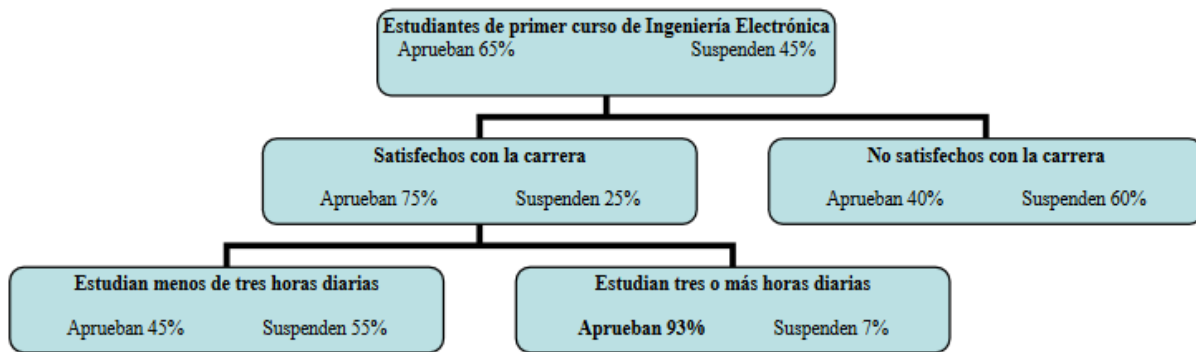 Estudiantes de primer curso de Ingeniería Electrónica
Aprueban 65% Suspenden 45%
Satisfechos con la carrera
Aprueban 75% Suspenden 25%
No satisfechos con la carrera
Aprueban 40% Suspenden 60%
Estudian menos de tres horas diarias
Aprueban 45% Suspenden 55%
Estudian tres o más horas diarias
Aprueban 93% Suspenden 7%